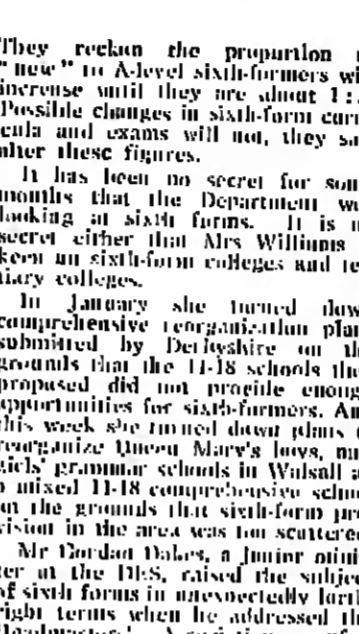 They reckon the proportion
"new" to A-level sixth-formers wi
increase until they are about 1:
Possible changes in sixth-form curr
cula and exams will not, they sa
alter these figures.
It has been no secret for som
months that the Department w
looking at sixth forms. It is n
secret either that Mrs Williams
keen on sixth-form colleges and te
tiary colleges.
In January she turned dow
comprehensive reorganization plan
submitted by Derbyshire on th
grounds that the 11-18 schools the
proposed did not provide enoug
opportunities for sixth-formers. An
this week she turned down plans
reorganize Queen Mary's boys, an
girls' grammar schools in Walsall a
a mixed 11-18 comprehensive schoo
on the grounds that sixth-form pro
vision in the area was too scattered
Mr Gordon Oakes, a junior minis
ter at the DES, raised the subjec
of sixth forms in unexpectedly forth
right terms when he addressed th